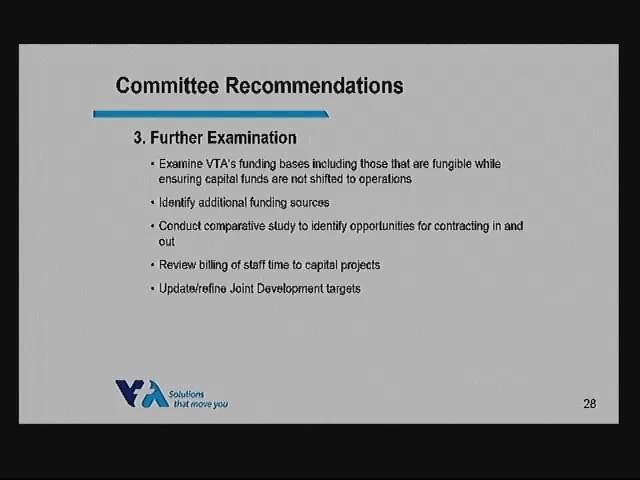 Committee Recommendations
3. Further Examination
• Examine VTA's funding bases including those that are fungible while
ensuring capital funds are not shifted to operations
• Identify additional funding sources
• Conduct comparative study to identify opportunities for contracting in and
out
• Review billing of staff time to capital projects
• Update/refine Joint Development targets
VTA Solutions
that move you
28